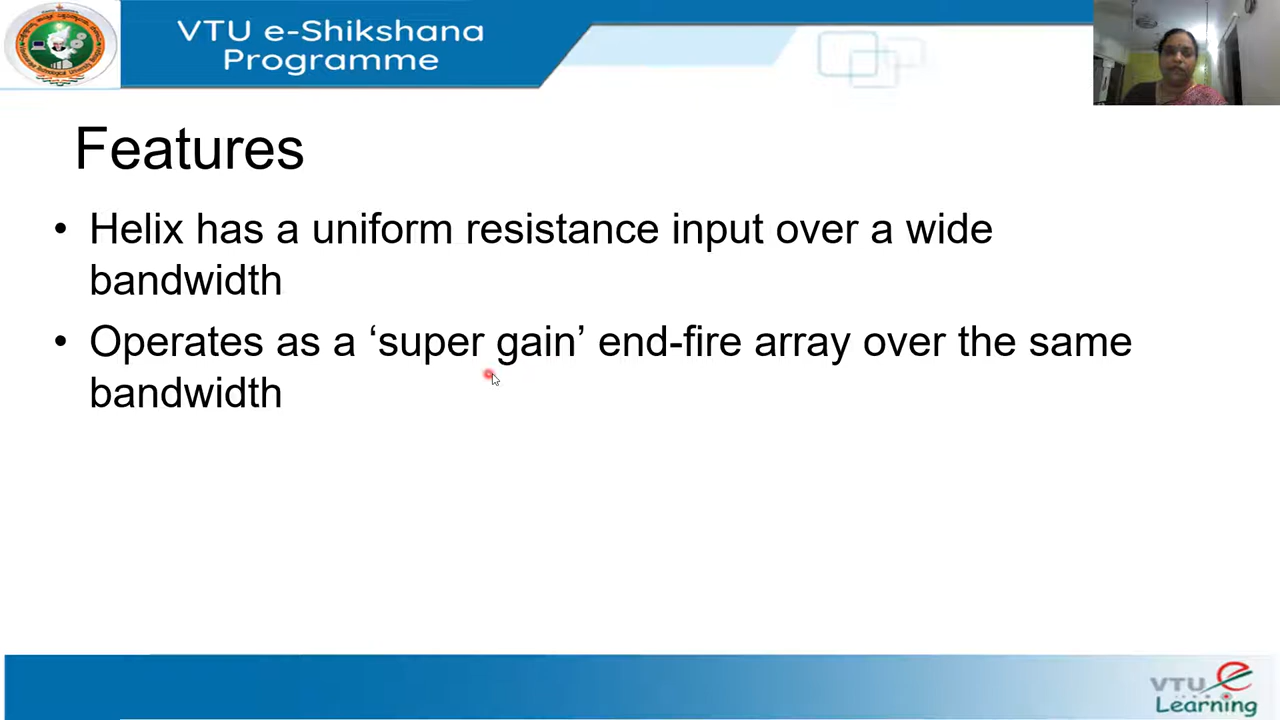 VTU e-Shikshana
Programme
Features
• Helix has a uniform resistance input over a wide
bandwidth
• Operates as a ‘super gain’ end-fire array over the same
bandwidth
VTU e
Learning